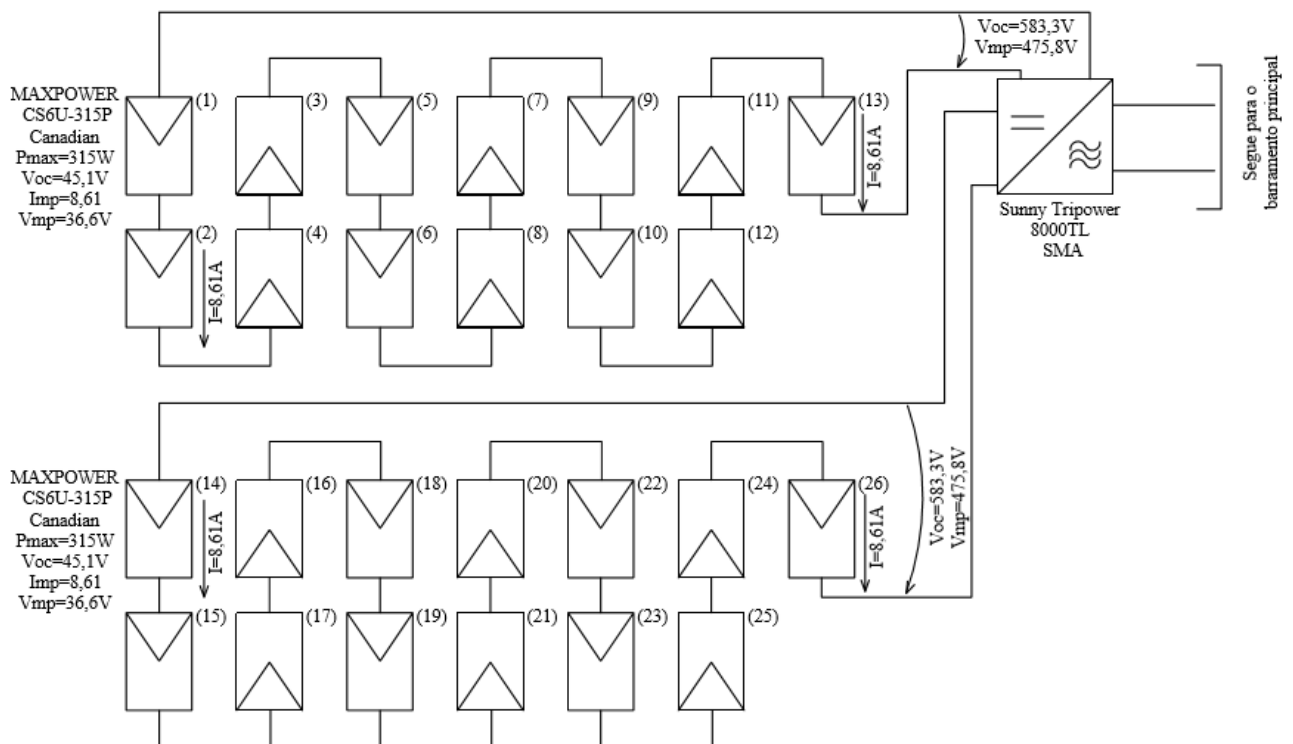 Voc=583,3V
Vmp=475,8V
MAXPOWER
CS6U-315P
Canadian
Pmax=315W
Voc=45,1V
Imp=8,61
Vmp=36,6V
(1)
(3)
(5)
(7)
(9)
(11)
(13)
I=8,61A
(2)
(4)
(6)
(8)
(10)
(12)
I=8,61A
Sunny Tripower
8000TL
SMA
Segue para o
barramento principal
MAXPOWER
CS6U-315P
Canadian
Pmax=315W
Voc=45,1V
Imp=8,61
Vmp=36,6V
(14)
(16)
(18)
(20)
(22)
(24)
(26)
I=8,61A
I=8,61A
(15)
(17)
(19)
(21)
(23)
(25)
Voc=583,3V
Vmp=475,8V